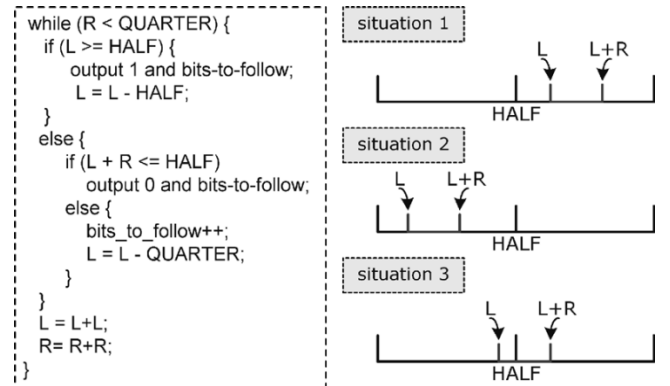 while (R < QUARTER) {
if (L >= HALF) {
output 1 and bits-to-follow;
L = L - HALF;
}
else {
if (L + R <= HALF)
output 0 and bits-to-follow;
else {
bits_to_follow++;
L = L - QUARTER;
}
}
L = L+L;
R= R+R;
}
situation 1
L L+R
HALF
situation 2
L L+R
HALF
situation 3
L L+R
HALF